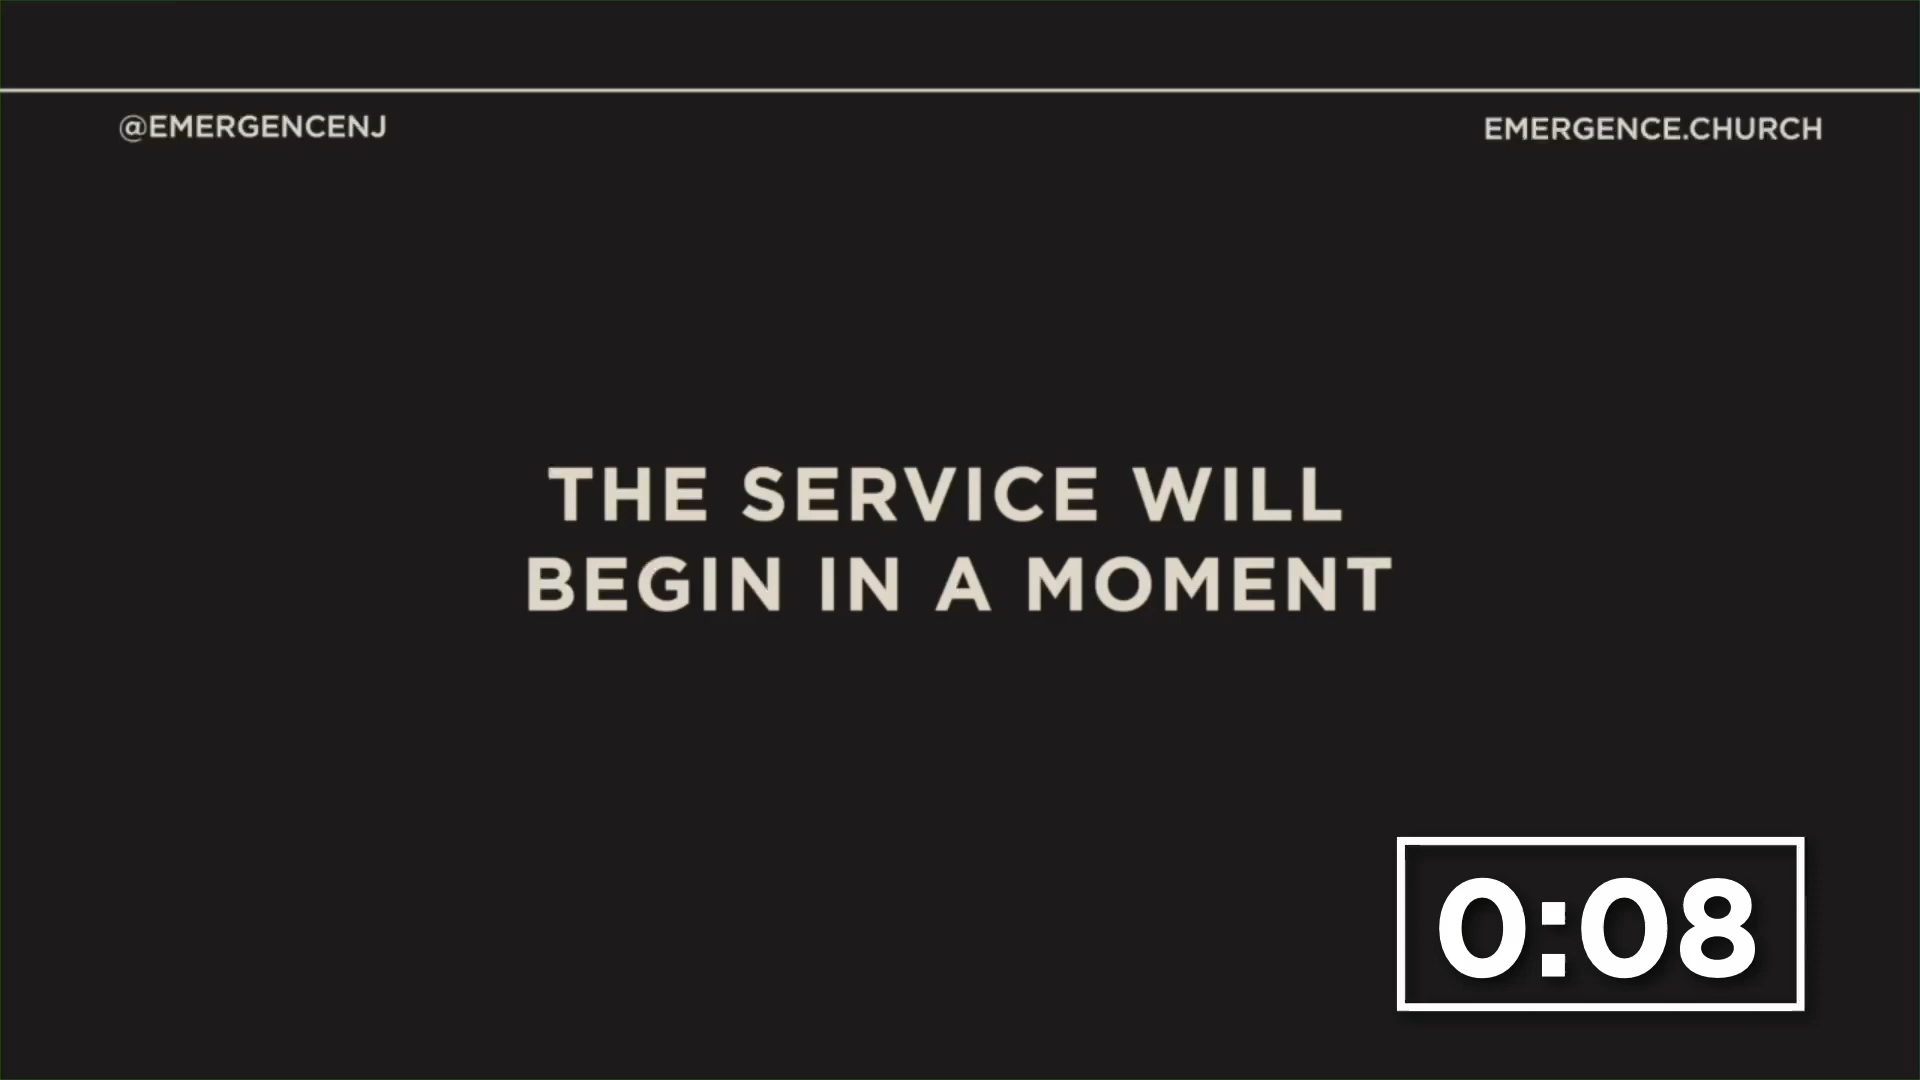 @EMERGENCENJ
EMERGENCE.CHURCH
THE SERVICE WILL
BEGIN IN A MOMENT
0:08